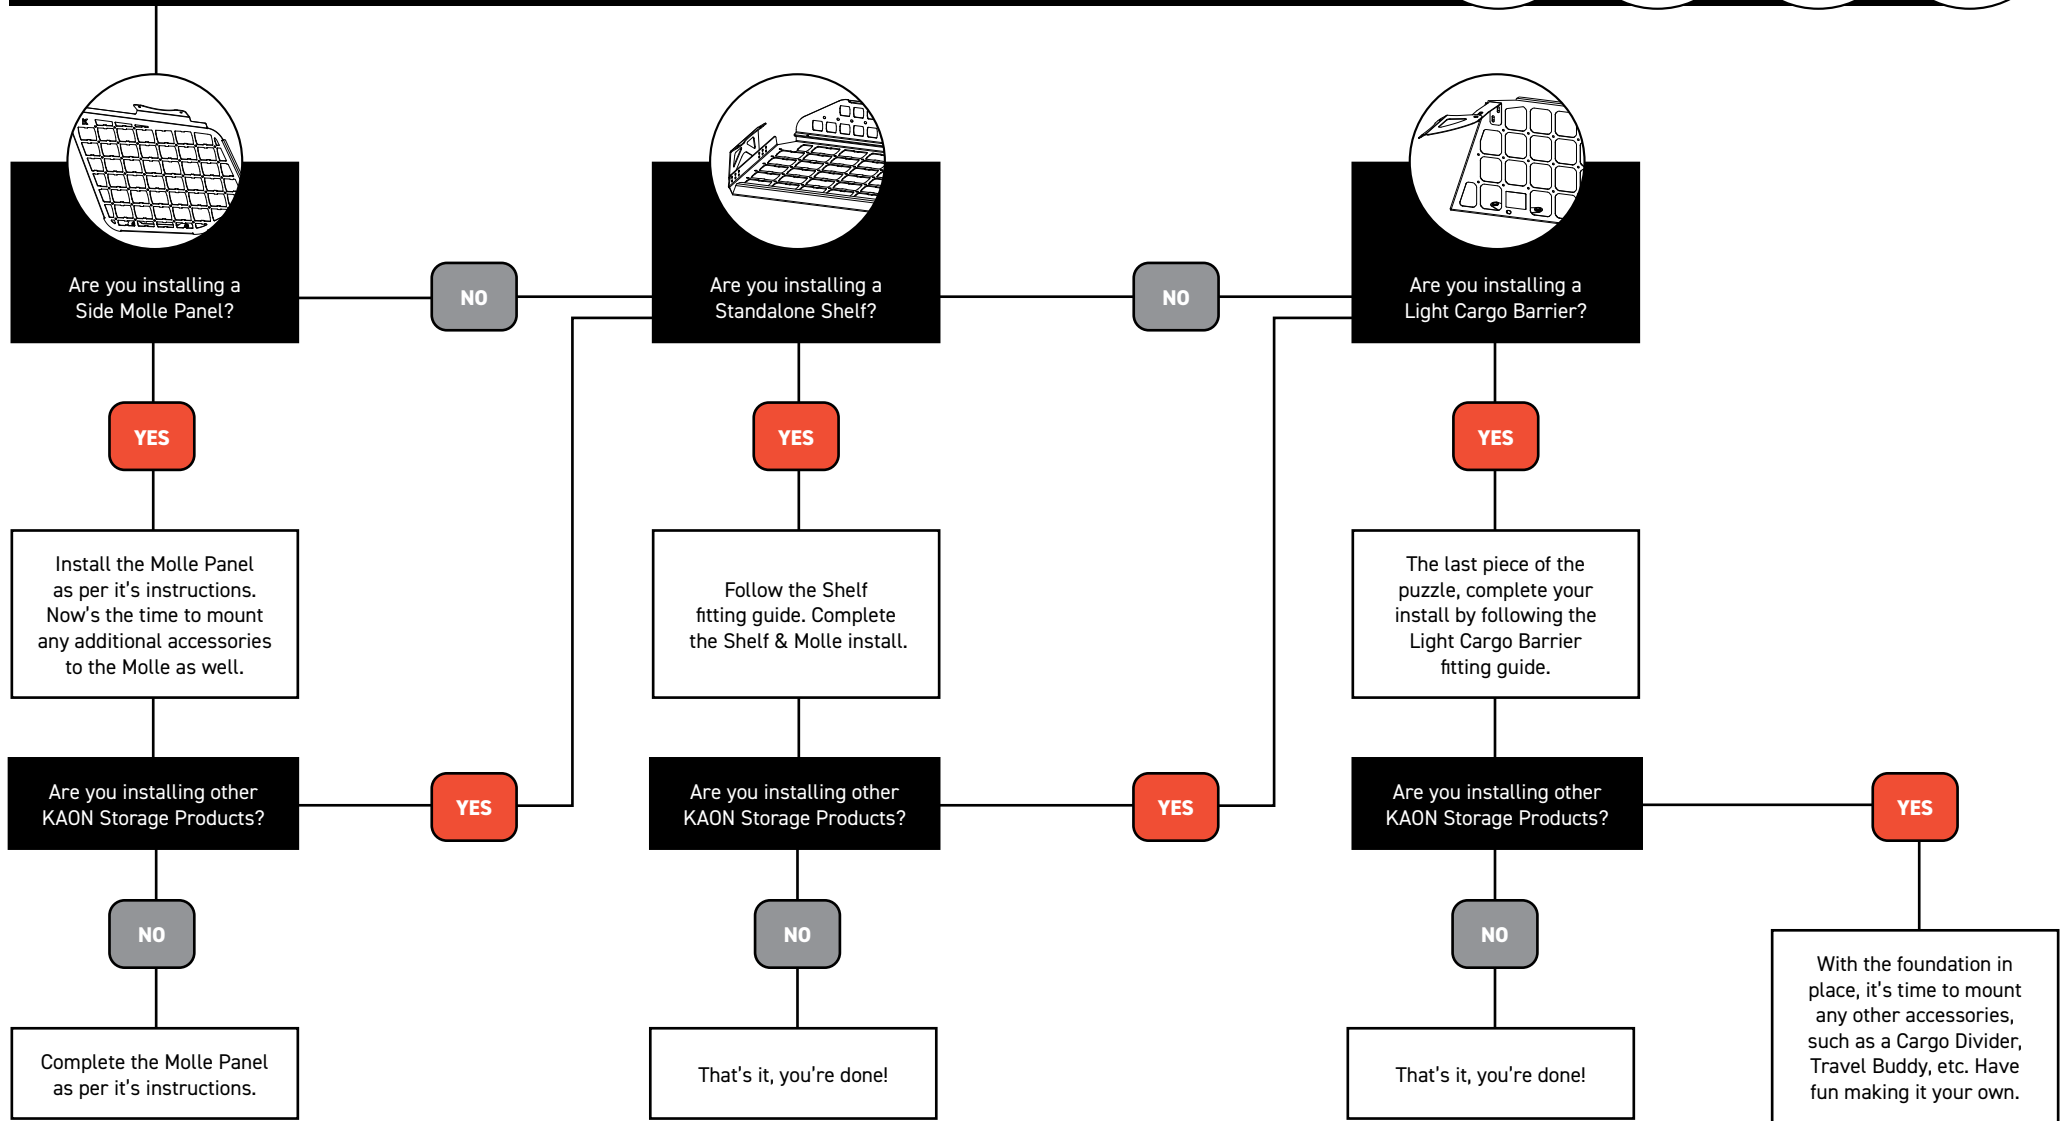 Are you installing a
Side Molle Panel?
NO
Are you installing a
Standalone Shelf?
NO
Are you installing a
Light Cargo Barrier?
YES
YES
YES
Install the Molle Panel
as per it's instructions.
Now's the time to mount
any additional accessories
to the Molle as well.
Follow the Shelf
fitting guide. Complete
the Shelf & Molle install.
The last piece of the
puzzle, complete your
install by following the
Light Cargo Barrier
fitting guide.
Are you installing other
KAON Storage Products?
YES
Are you installing other
KAON Storage Products?
YES
Are you installing other
KAON Storage Products?
YES
NO
NO
NO
Complete the Molle Panel
as per it's instructions.
That's it, you're done!
That's it, you're done!
With the foundation in
place, it's time to mount
any other accessories,
such as a Cargo Divider,
Travel Buddy, etc. Have
fun making it your own.